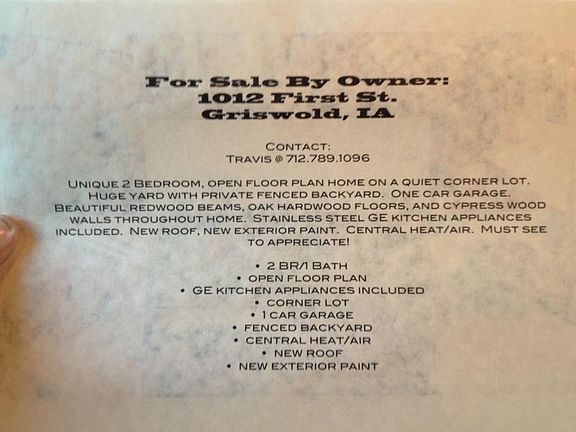 For Sale By Owner:
1012 First St.
Griswold, IA
Contact:
Travis @ 712.789.1096
Unique 2 Bedroom, open floor plan home on a quiet corner lot.
Huge yard with private fenced backyard. One car garage.
Beautiful redwood beams, oak hardwood floors, and cypress wood
walls throughout home. Stainless steel GE kitchen appliances
included. New roof, new exterior paint. Central heat/air. Must see
to appreciate!
• 2 BR/1 Bath
• open floor plan
• GE kitchen appliances included
• corner lot
• 1 car garage
• fenced backyard
• central heat/air
• new roof
• new exterior paint